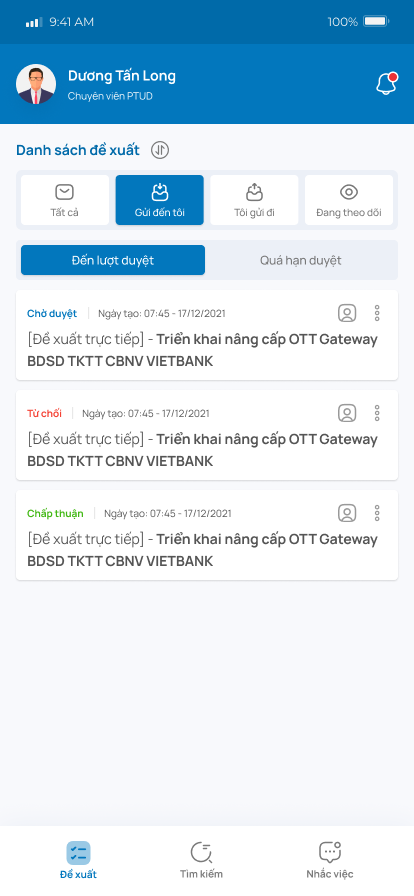 9:41 AM 100%
Dương Tấn Long
Chuyên viên PTUD
Danh sách đề xuất
Tất cả Gửi đến tôi Tôi gửi đi Đang theo dõi
Đến lượt duyệt Quá hạn duyệt
Chờ duyệt Ngày tạo: 07:45 - 17/12/2021
[Đề xuất trực tiếp] - Triển khai nâng cấp OTT Gateway
BDSD TKTT CBNV VIETBANK
Từ chối Ngày tạo: 07:45 - 17/12/2021
[Đề xuất trực tiếp] - Triển khai nâng cấp OTT Gateway
BDSD TKTT CBNV VIETBANK
Chấp thuận Ngày tạo: 07:45 - 17/12/2021
[Đề xuất trực tiếp] - Triển khai nâng cấp OTT Gateway
BDSD TKTT CBNV VIETBANK
Đề xuất Tìm kiếm Nhắc việc